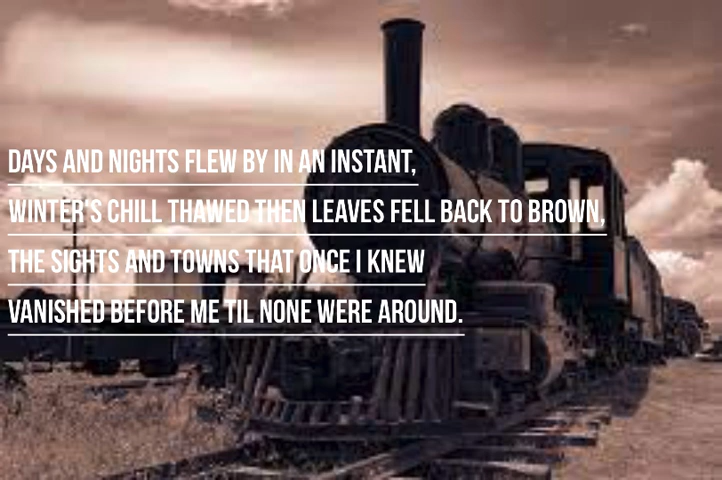 DAYS AND NIGHTS FLEW BY IN AN INSTANT,
WINTER'S CHILL THAWED THEN LEAVES FELL BACK TO BROWN,
THE SIGHTS AND TOWNS THAT ONCE I KNEW
VANISHED BEFORE ME TIL NONE WERE AROUND.